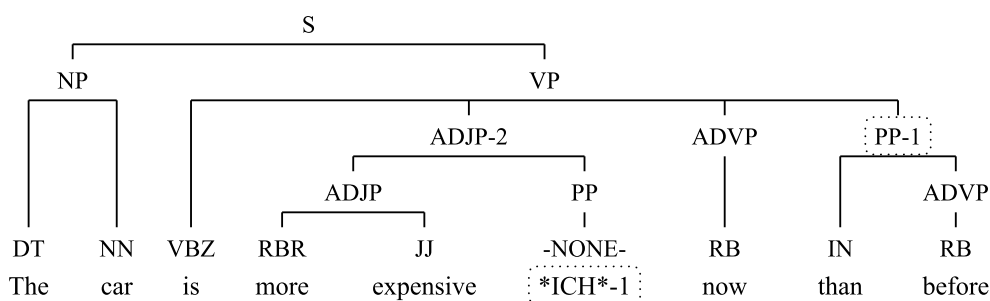 S
NP VP
ADJP-2 ADVP PP-1
ADJP PP ADVP
DT NN VBZ RBR JJ -NONE- RB IN RB
The car is more expensive *ICH*-1 now than before